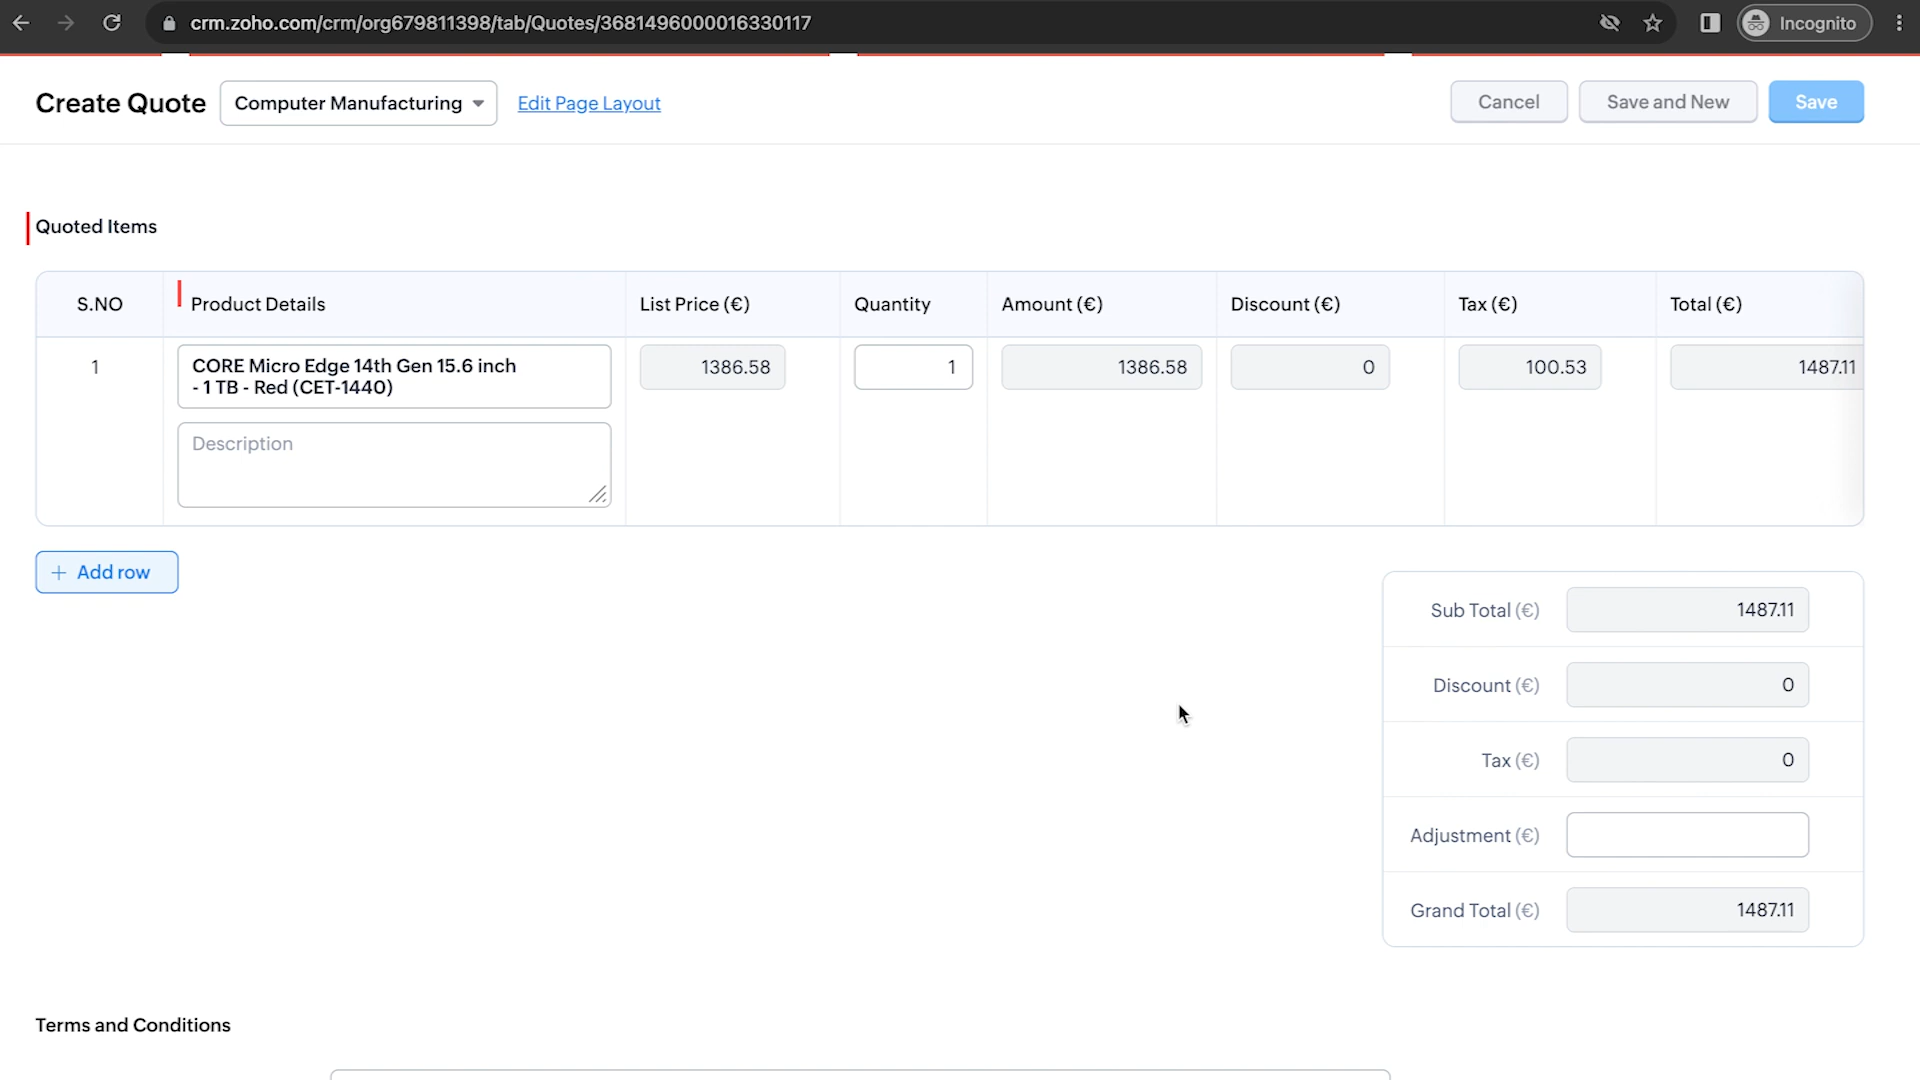 crm.zoho.com/crm/org679811398/tab/Quotes/3681496000016330117
Incognito
Create Quote
Computer Manufacturing
Edit Page Layout
Cancel
Save and New
Save
Quoted Items
S.NO
Product Details
List Price (€)
Quantity
Amount (€)
Discount (€)
Tax (€)
Total (€)
1
CORE Micro Edge 14th Gen 15.6 inch
- 1 TB - Red (CET-1440)
1386.58
1
1386.58
0
100.53
1487.11
Description
+ Add row
Sub Total (€)
1487.11
Discount (€)
0
Tax (€)
0
Adjustment (€)
Grand Total (€)
1487.11
Terms and Conditions